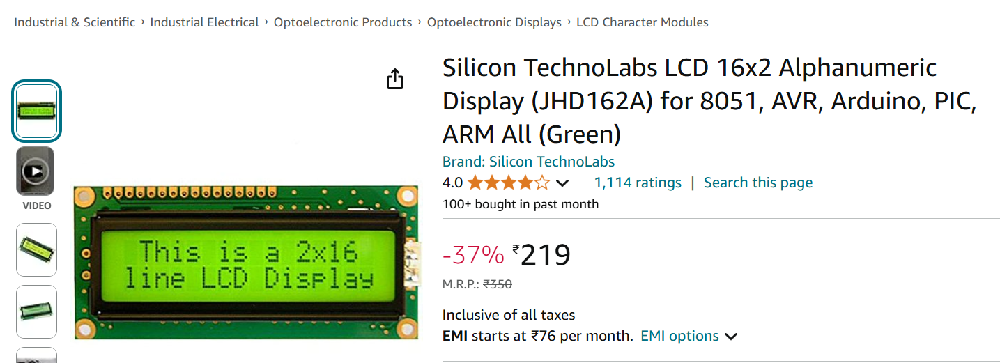 Industrial & Scientific › Industrial Electrical › Optoelectronic Products › Optoelectronic Displays › LCD Character Modules
VIDEO
This is a 2x16
line LCD Display
Silicon TechnoLabs LCD 16x2 Alphanumeric
Display (JHD162A) for 8051, AVR, Arduino, PIC,
ARM All (Green)
Brand: Silicon TechnoLabs
4.0 1,114 ratings | Search this page
100+ bought in past month
-37% ₹219
M.R.P.: ₹350
Inclusive of all taxes
EMI starts at ₹76 per month. EMI options